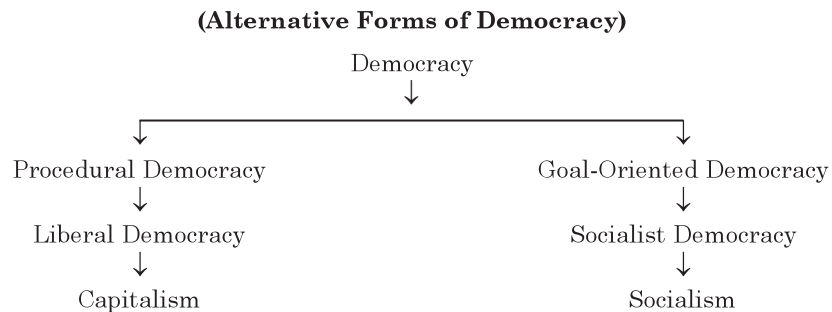 (Alternative Forms of Democracy)
Democracy
Procedural Democracy
Goal-Oriented Democracy
Liberal Democracy
Socialist Democracy
Capitalism
Socialism